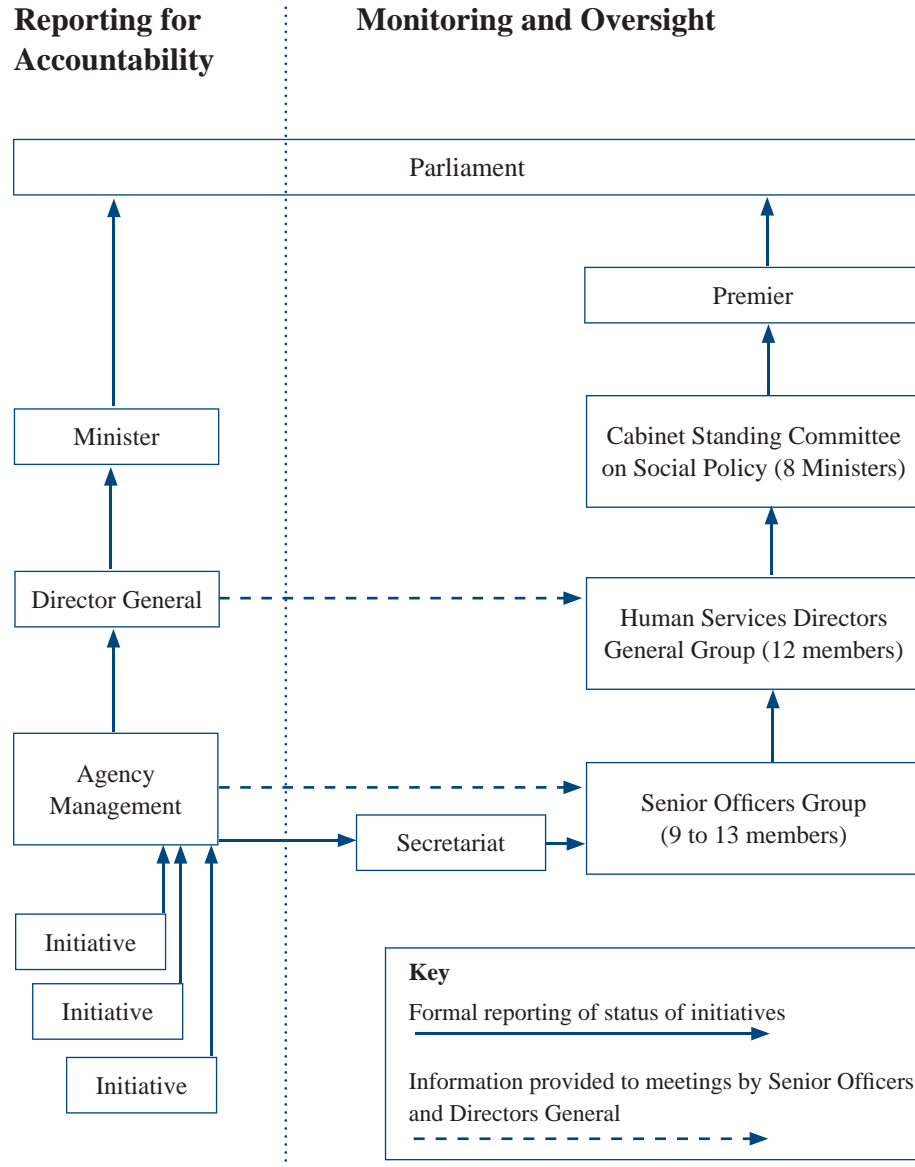 Reporting for
Accountability
Monitoring and Oversight
Parliament
Premier
Minister
Cabinet Standing Committee
on Social Policy (8 Ministers)
Director General
Human Services Directors
General Group (12 members)
Agency
Management
Senior Officers Group
(9 to 13 members)
Secretariat
Initiative
Initiative
Initiative
Key
Formal reporting of status of initiatives
Information provided to meetings by Senior Officers
and Directors General